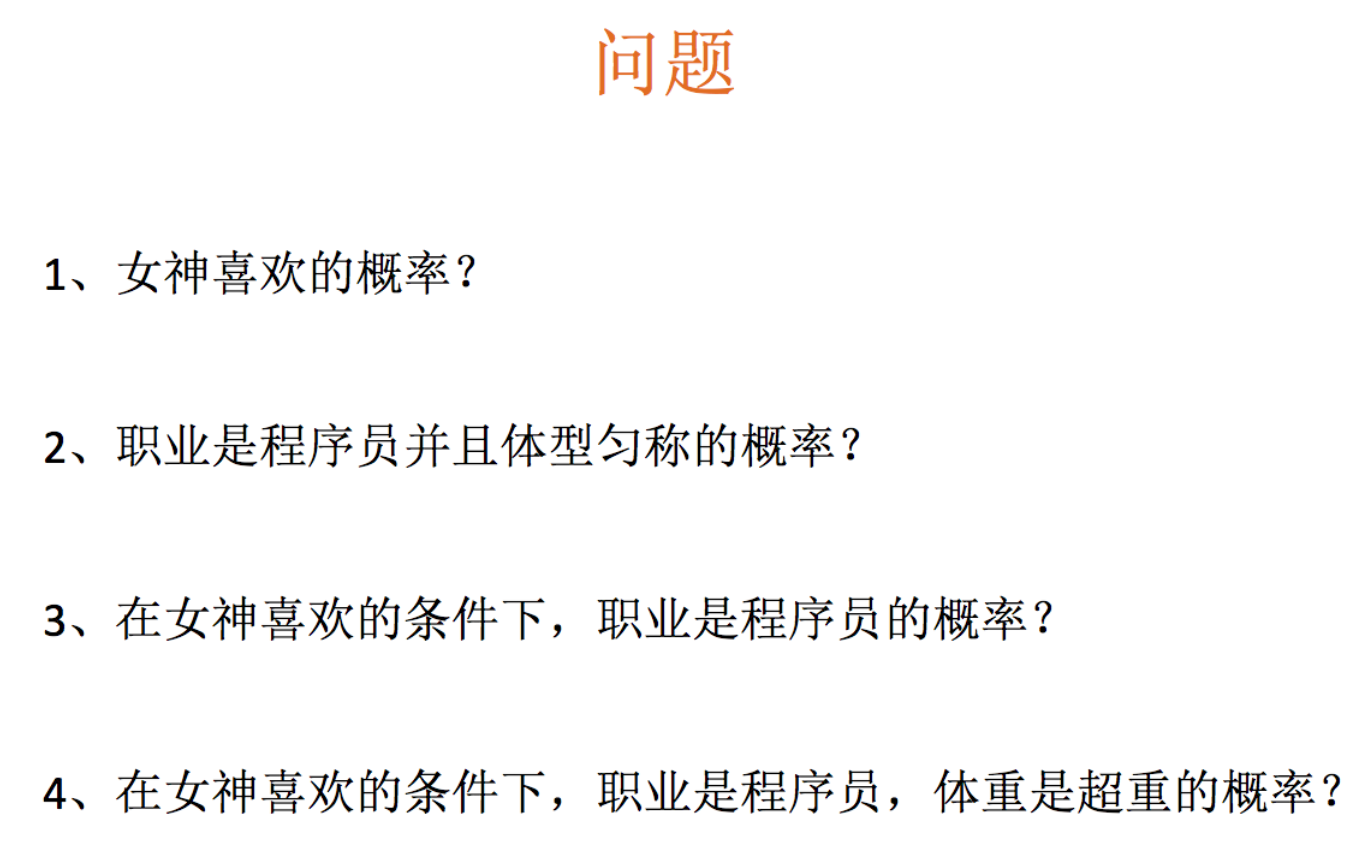 问题
1、女神喜欢的概率？
2、职业是程序员并且体型匀称的概率？
3、在女神喜欢的条件下，职业是程序员的概率？
4、在女神喜欢的条件下，职业是程序员，体重是超重的概率？